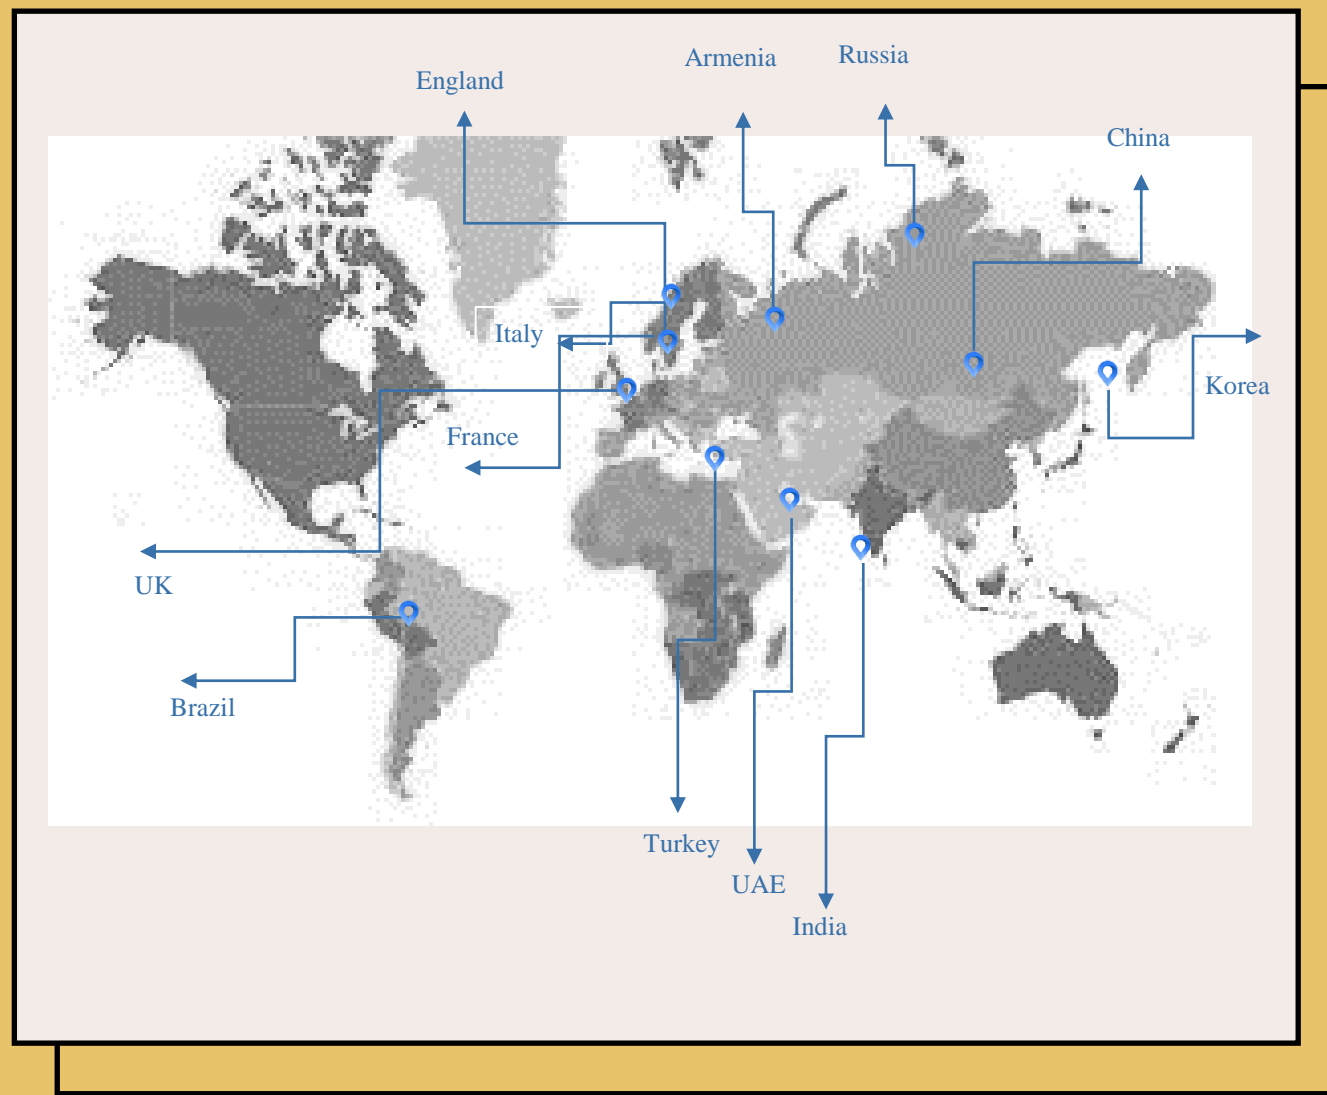 Armenia
Russia
England
China
Italy
Korea
France
UK
Brazil
Turkey
UAE
India